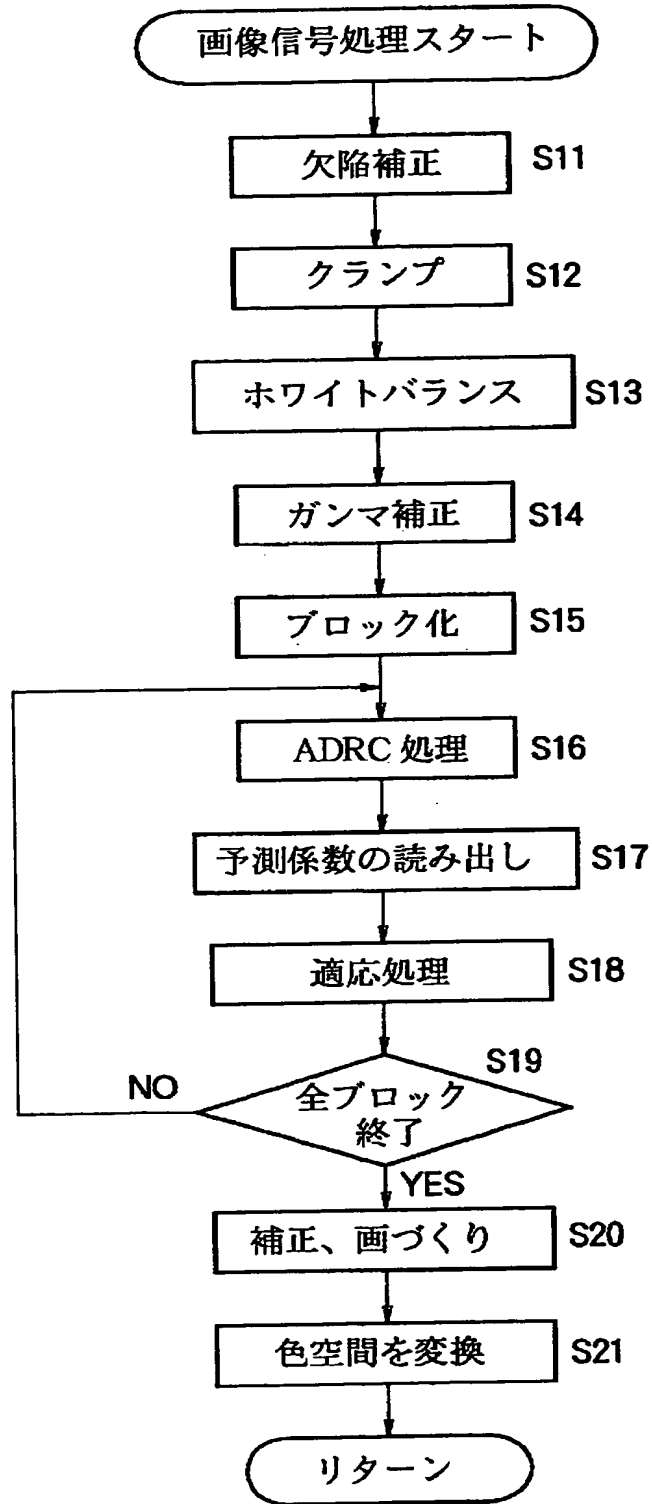 画像信号処理スタート
欠陥補正 S11
クランプ S12
ホワイトバランス S13
ガンマ補正 S14
ブロック化 S15
ADRC 処理 S16
予測係数の読み出し S17
適応処理 S18
S19
NO
全ブロック
終了
YES
補正、画づくり S20
色空間を変換 S21
リターン